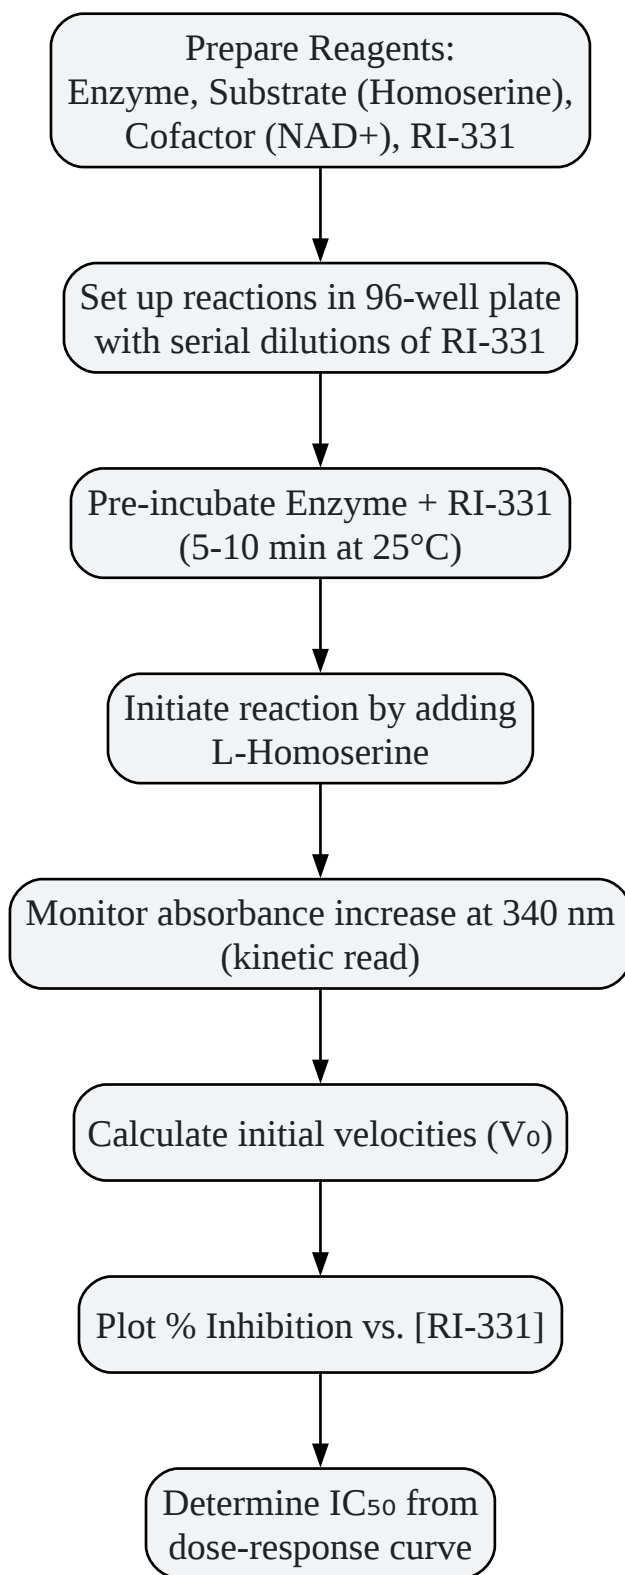 Prepare Reagents:
Enzyme, Substrate (Homoserine),
Cofactor (NAD+), RI-331
Set up reactions in 96-well plate
with serial dilutions of RI-331
Pre-incubate Enzyme + RI-331
(5-10 min at 25°C)
Initiate reaction by adding
L-Homoserine
Monitor absorbance increase at 340 nm
(kinetic read)
Calculate initial velocities (V₀)
Plot % Inhibition vs. [RI-331]
Determine IC₅₀ from
dose-response curve